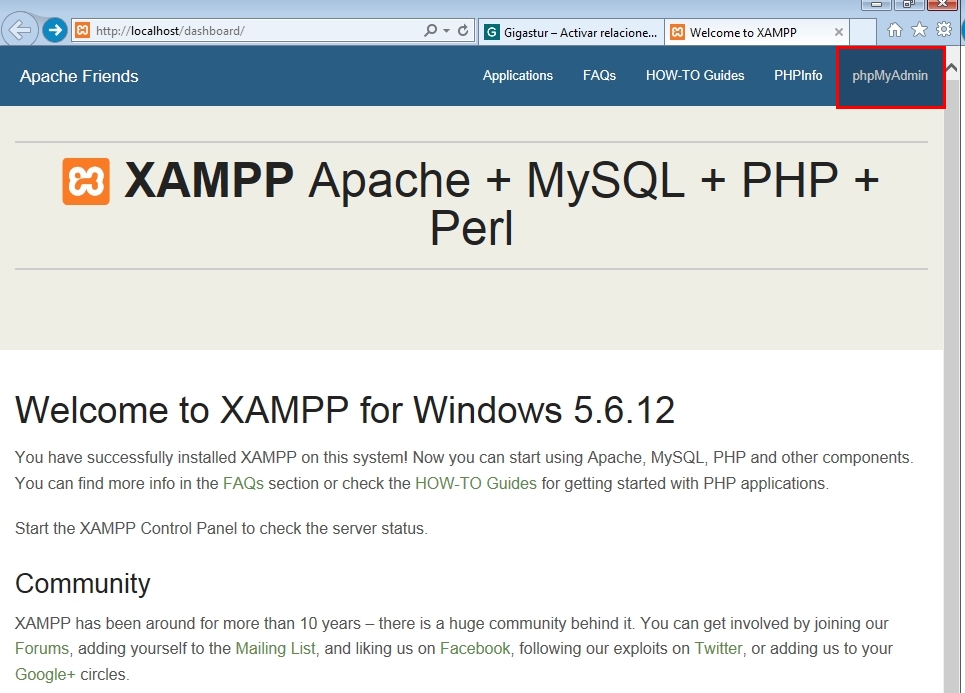 http://localhost/dashboard/
Gigastur – Activar relacione...
Welcome to XAMPP
Apache Friends
Applications
FAQs
HOW-TO Guides
PHPInfo
phpMyAdmin
XAMPP Apache + MySQL + PHP +
Perl
Welcome to XAMPP for Windows 5.6.12
You have successfully installed XAMPP on this system! Now you can start using Apache, MySQL, PHP and other components.
You can find more info in the FAQs section or check the HOW-TO Guides for getting started with PHP applications.
Start the XAMPP Control Panel to check the server status.
Community
XAMPP has been around for more than 10 years – there is a huge community behind it. You can get involved by joining our
Forums, adding yourself to the Mailing List, and liking us on Facebook, following our exploits on Twitter, or adding us to your
Google+ circles.